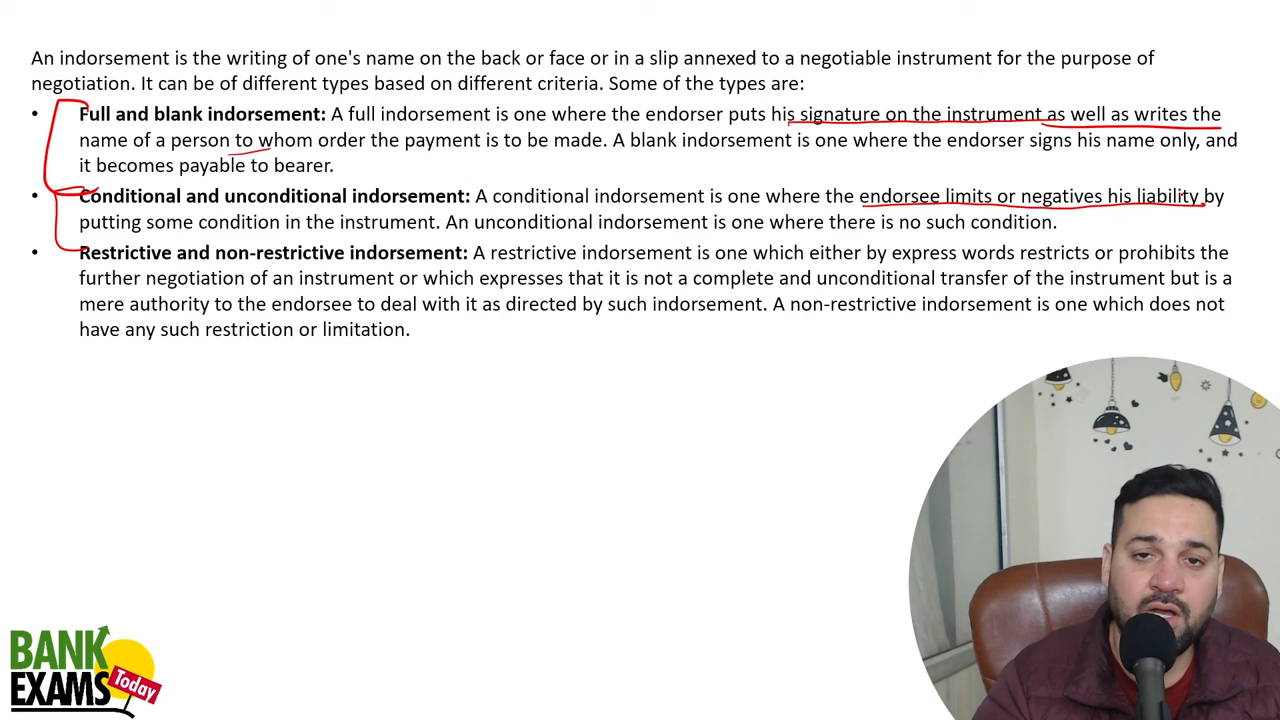 An indorsement is the writing of one's name on the back or face or in a slip annexed to a negotiable instrument for the purpose of
negotiation. It can be of different types based on different criteria. Some of the types are:
• Full and blank indorsement: A full indorsement is one where the endorser puts his signature on the instrument as well as writes the
name of a person to whom order the payment is to be made. A blank indorsement is one where the endorser signs his name only, and
it becomes payable to bearer.
• Conditional and unconditional indorsement: A conditional indorsement is one where the endorsee limits or negatives his liability by
putting some condition in the instrument. An unconditional indorsement is one where there is no such condition.
• Restrictive and non-restrictive indorsement: A restrictive indorsement is one which either by express words restricts or prohibits the
further negotiation of an instrument or which expresses that it is not a complete and unconditional transfer of the instrument but is a
mere authority to the endorsee to deal with it as directed by such indorsement. A non-restrictive indorsement is one which does not
have any such restriction or limitation.
BANK
EXAMS
Today